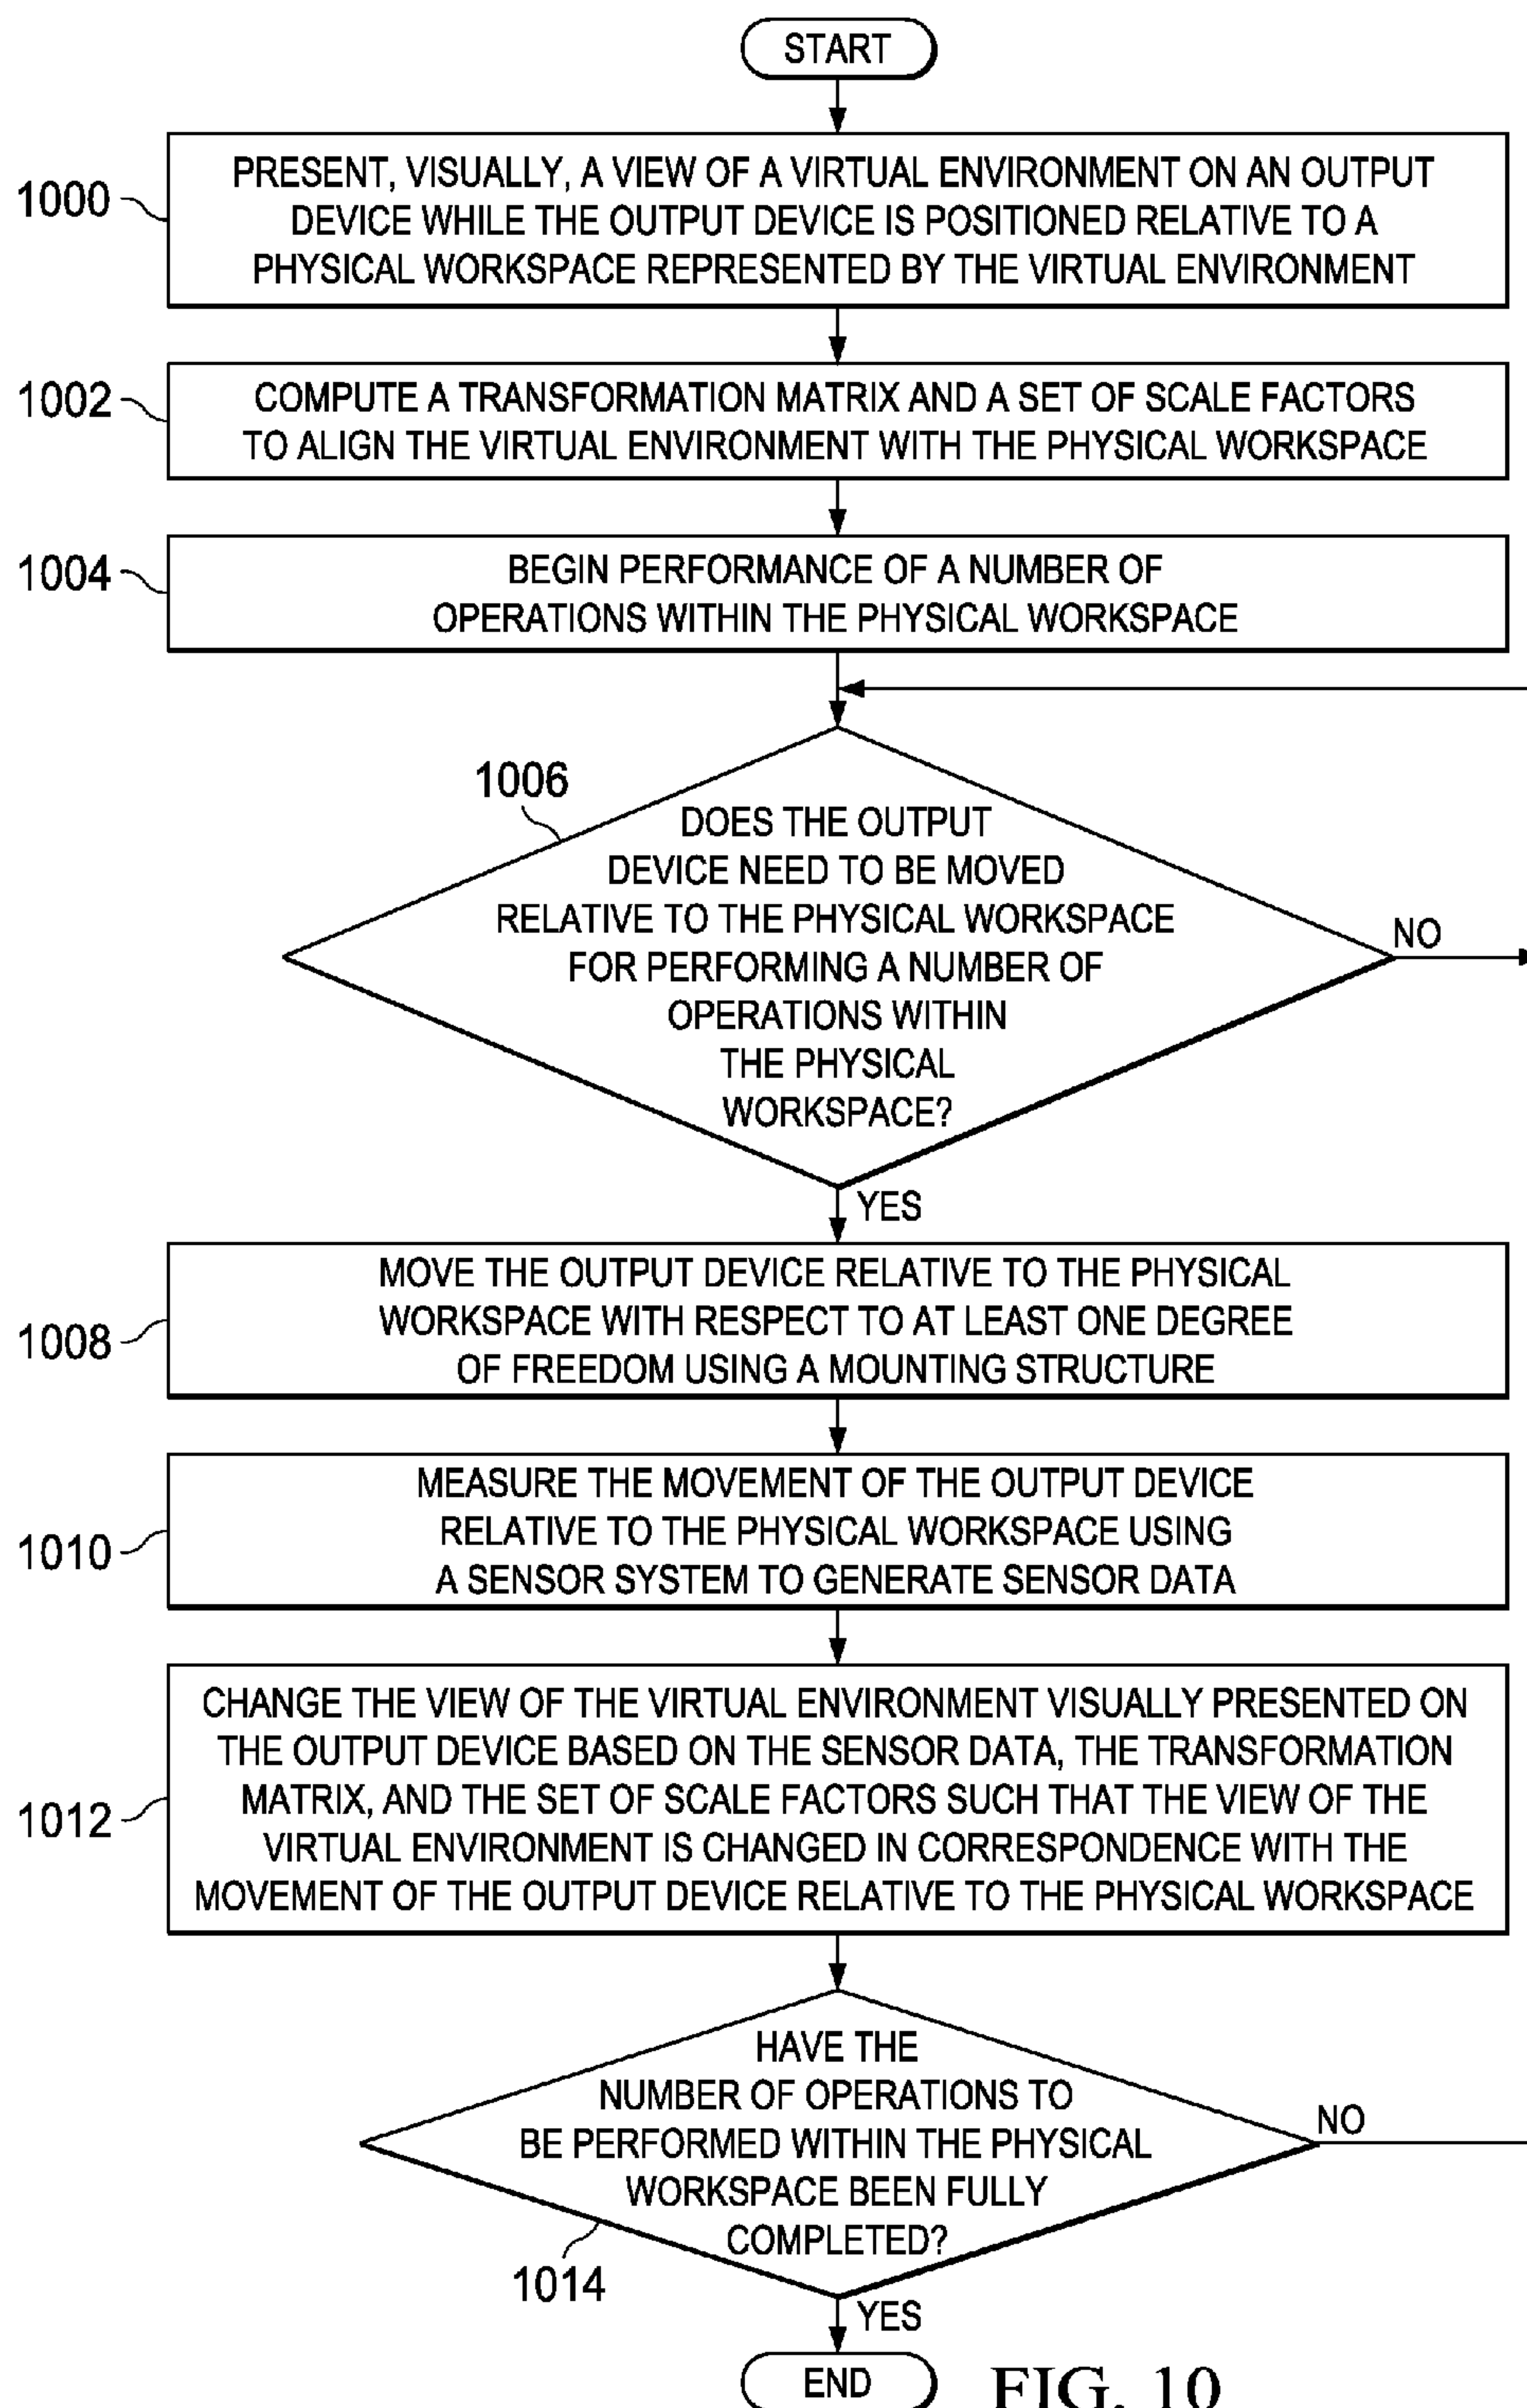 START
1000
PRESENT, VISUALLY, A VIEW OF A VIRTUAL ENVIRONMENT ON AN OUTPUT
DEVICE WHILE THE OUTPUT DEVICE IS POSITIONED RELATIVE TO A
PHYSICAL WORKSPACE REPRESENTED BY THE VIRTUAL ENVIRONMENT
1002
COMPUTE A TRANSFORMATION MATRIX AND A SET OF SCALE FACTORS
TO ALIGN THE VIRTUAL ENVIRONMENT WITH THE PHYSICAL WORKSPACE
1004
BEGIN PERFORMANCE OF A NUMBER OF
OPERATIONS WITHIN THE PHYSICAL WORKSPACE
1006
DOES THE OUTPUT
DEVICE NEED TO BE MOVED
RELATIVE TO THE PHYSICAL WORKSPACE
FOR PERFORMING A NUMBER OF
OPERATIONS WITHIN
THE PHYSICAL
WORKSPACE?
NO
YES
1008
MOVE THE OUTPUT DEVICE RELATIVE TO THE PHYSICAL
WORKSPACE WITH RESPECT TO AT LEAST ONE DEGREE
OF FREEDOM USING A MOUNTING STRUCTURE
1010
MEASURE THE MOVEMENT OF THE OUTPUT DEVICE
RELATIVE TO THE PHYSICAL WORKSPACE USING
A SENSOR SYSTEM TO GENERATE SENSOR DATA
1012
CHANGE THE VIEW OF THE VIRTUAL ENVIRONMENT VISUALLY PRESENTED ON
THE OUTPUT DEVICE BASED ON THE SENSOR DATA, THE TRANSFORMATION
MATRIX, AND THE SET OF SCALE FACTORS SUCH THAT THE VIEW OF THE
VIRTUAL ENVIRONMENT IS CHANGED IN CORRESPONDENCE WITH THE
MOVEMENT OF THE OUTPUT DEVICE RELATIVE TO THE PHYSICAL WORKSPACE
HAVE THE
NUMBER OF OPERATIONS TO
BE PERFORMED WITHIN THE PHYSICAL
WORKSPACE BEEN FULLY
COMPLETED?
NO
1014
YES
END
FIG. 10